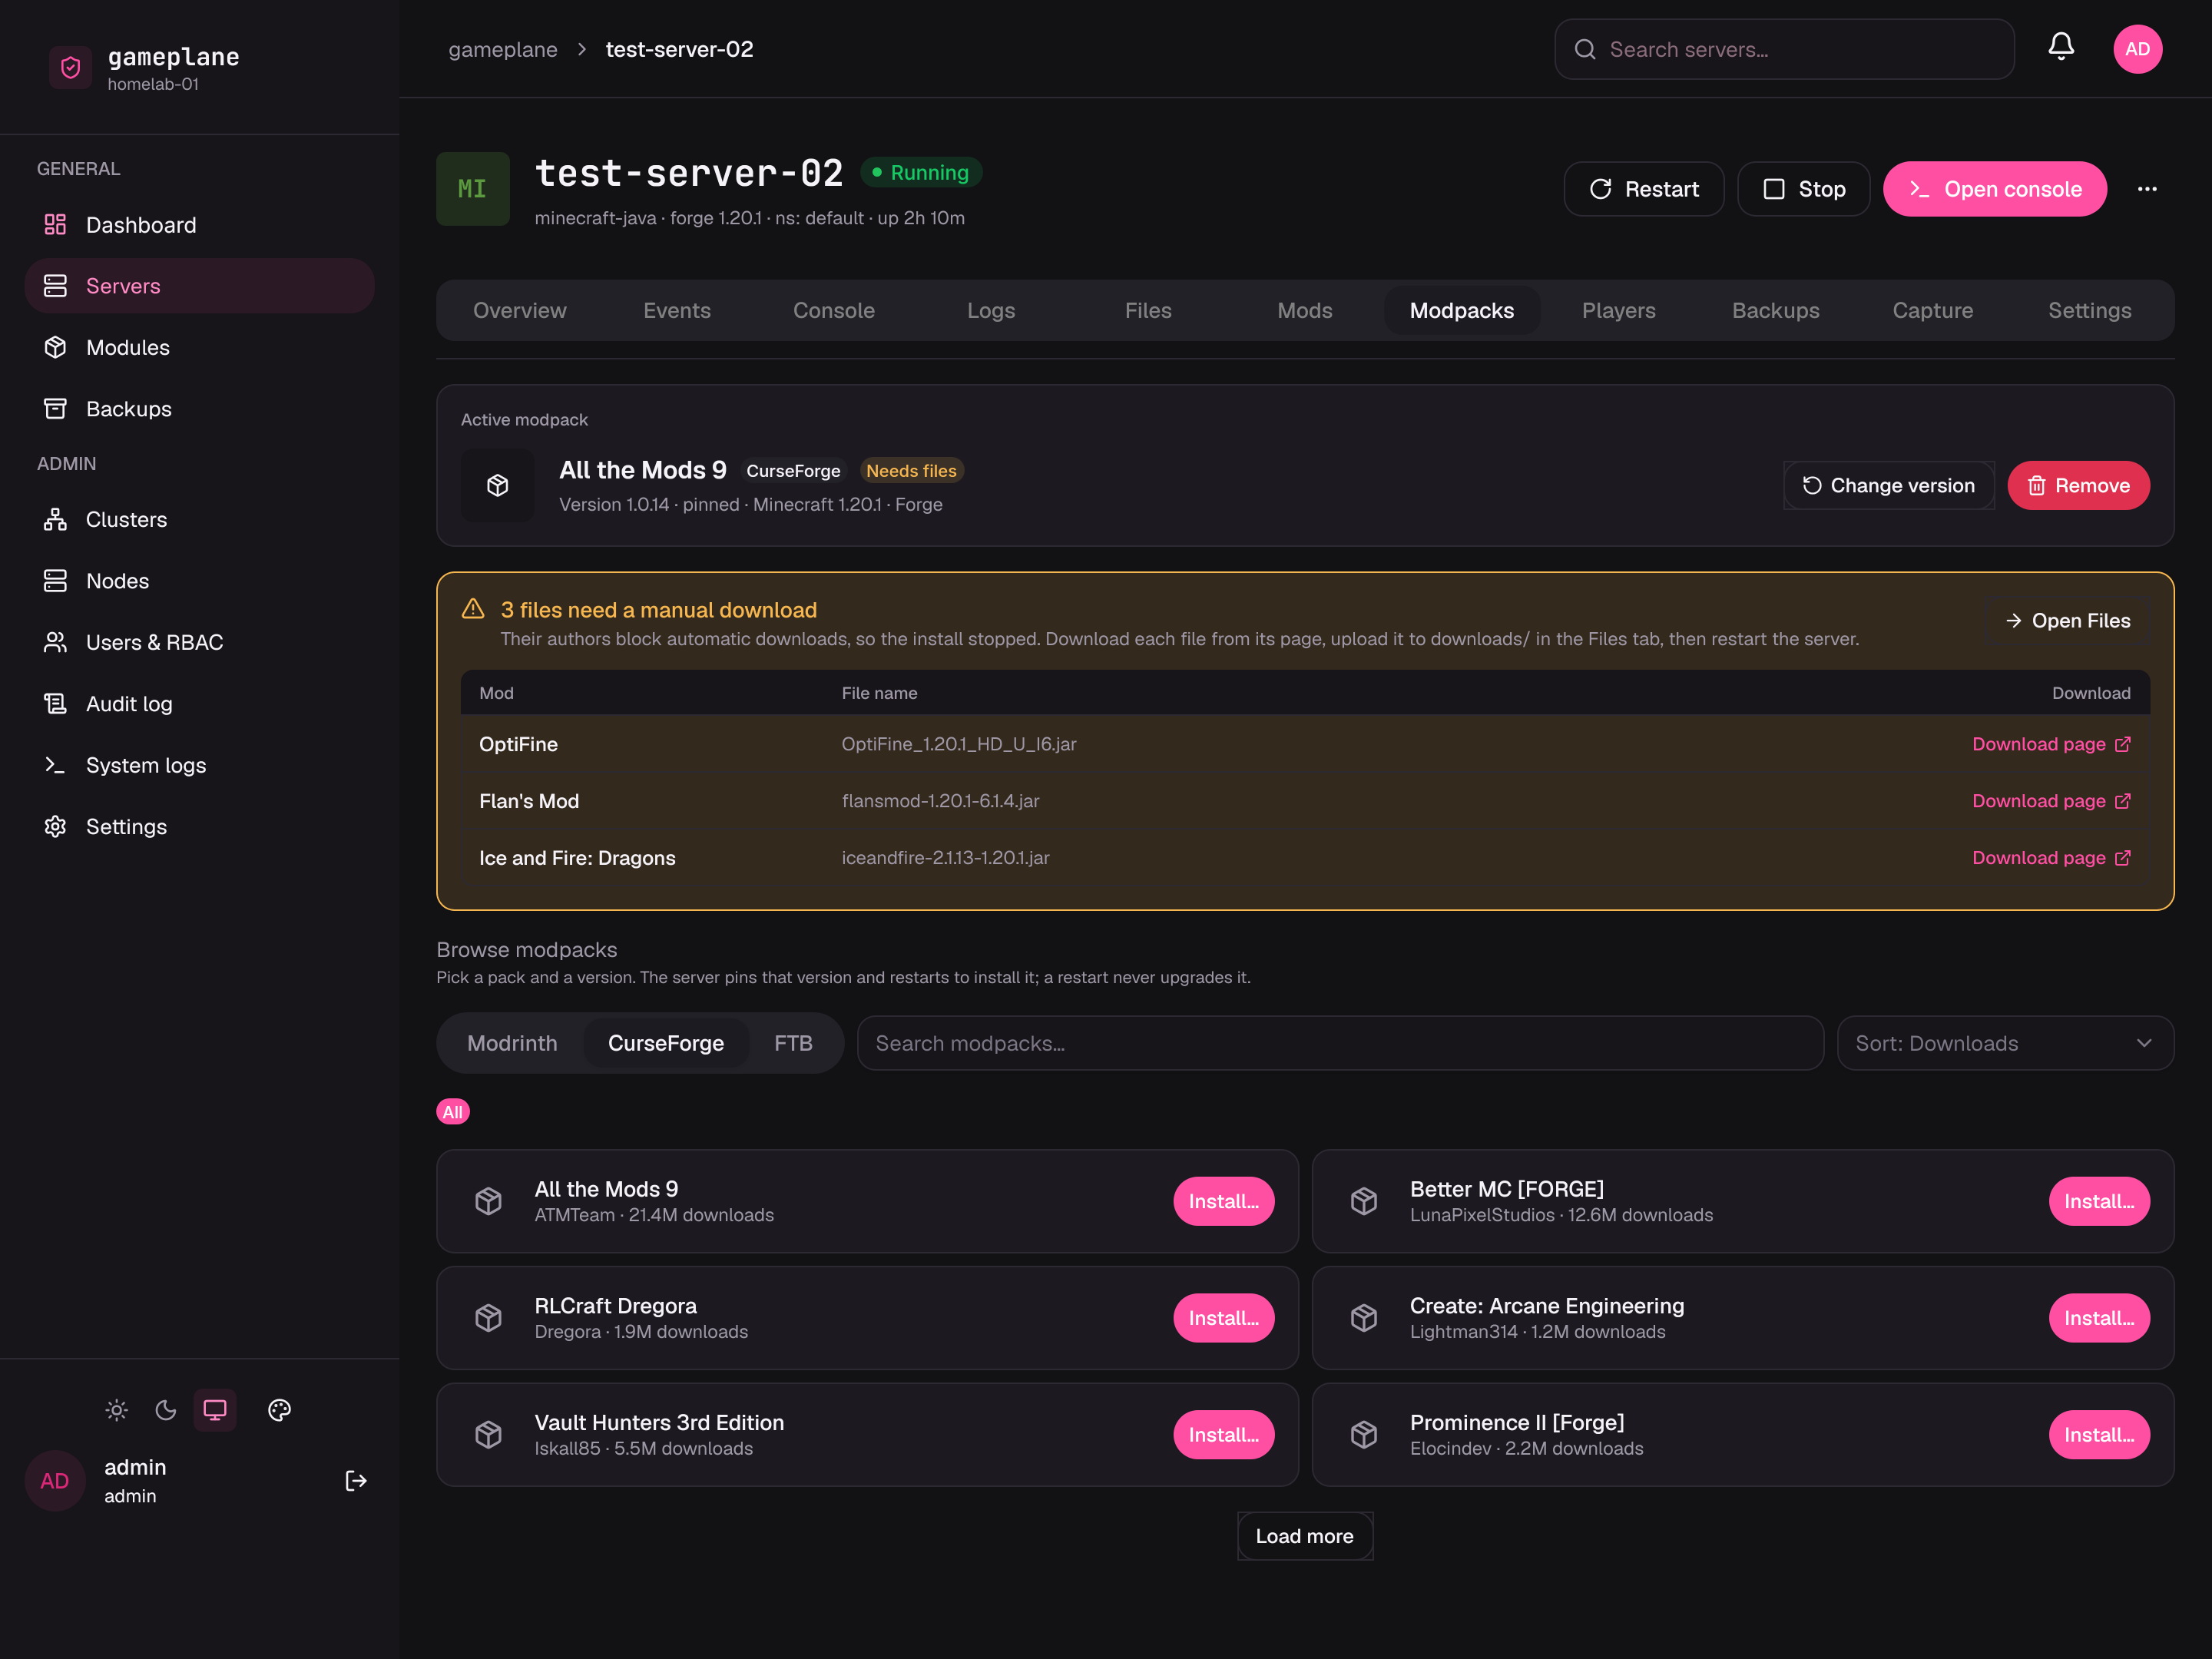 gameplane
homelab-01
GENERAL
Dashboard
Servers
Modules
Backups
ADMIN
Clusters
Nodes
Users & RBAC
Audit log
System logs
Settings
AD
admin
admin
gameplane > test-server-02
Search servers...
AD
MI
test-server-02
Running
minecraft-java · forge 1.20.1 · ns: default · up 2h 10m
Restart
Stop
Open console
Overview
Events
Console
Logs
Files
Mods
Modpacks
Players
Backups
Capture
Settings
Active modpack
All the Mods 9 CurseForge Needs files
Version 1.0.14 · pinned · Minecraft 1.20.1 · Forge
Change version
Remove
3 files need a manual download
Their authors block automatic downloads, so the install stopped. Download each file from its page, upload it to downloads/ in the Files tab, then restart the server.
Open Files
Mod File name Download
OptiFine OptiFine_1.20.1_HD_U_I6.jar Download page
Flan's Mod flansmod-1.20.1-6.1.4.jar Download page
Ice and Fire: Dragons iceandfire-2.1.13-1.20.1.jar Download page
Browse modpacks
Pick a pack and a version. The server pins that version and restarts to install it; a restart never upgrades it.
Modrinth
CurseForge
FTB
Search modpacks...
Sort: Downloads
All
All the Mods 9
ATMTeam · 21.4M downloads
Install...
Better MC [FORGE]
LunaPixelStudios · 12.6M downloads
Install...
RLCraft Dregora
Dregora · 1.9M downloads
Install...
Create: Arcane Engineering
Lightman314 · 1.2M downloads
Install...
Vault Hunters 3rd Edition
Iskall85 · 5.5M downloads
Install...
Prominence II [Forge]
Elocindev · 2.2M downloads
Install...
Load more